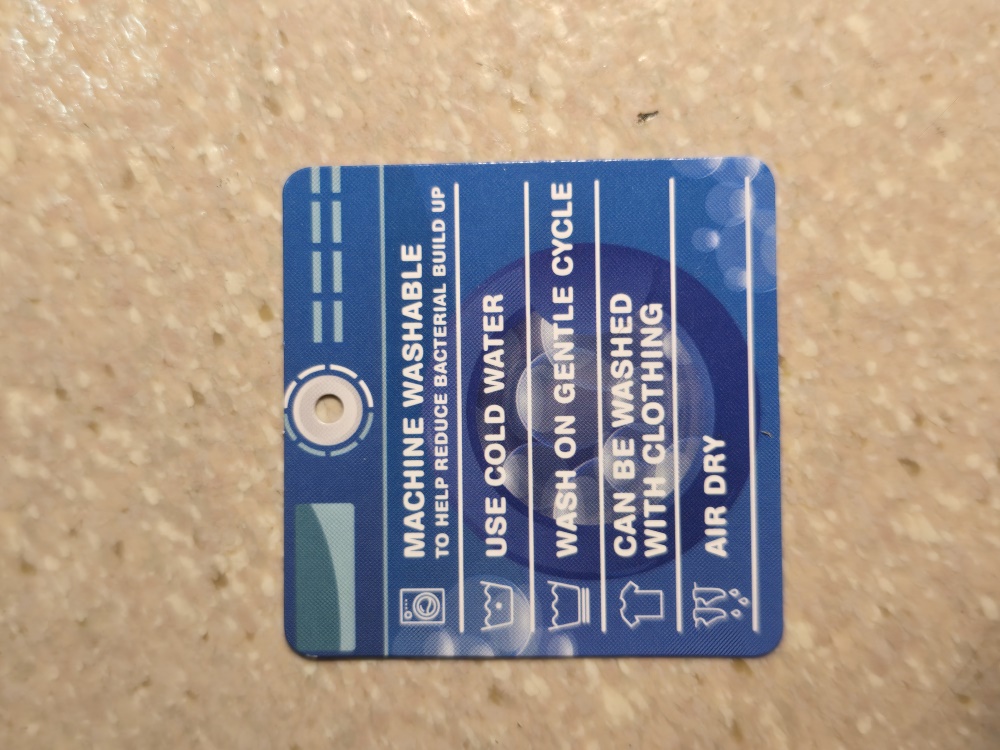 MACHINE WASHABLE
TO HELP REDUCE BACTERIAL BUILD UP
USE COLD WATER
WASH ON GENTLE CYCLE
CAN BE WASHED
WITH CLOTHING
AIR DRY